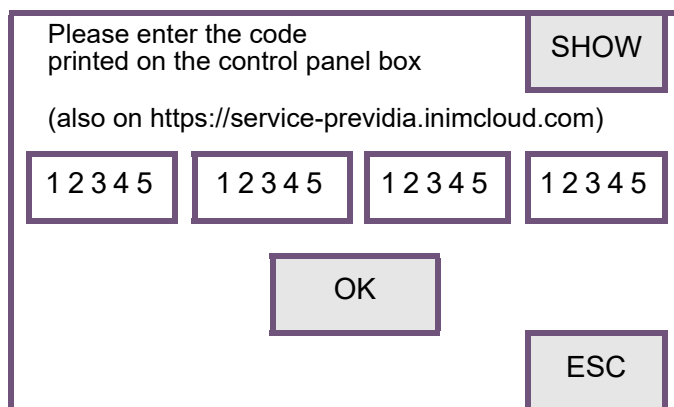 Please enter the code
printed on the control panel box
SHOW
(also on https://service-previdia.inimcloud.com)
1 2 3 4 5 1 2 3 4 5 1 2 3 4 5 1 2 3 4 5
OK
ESC